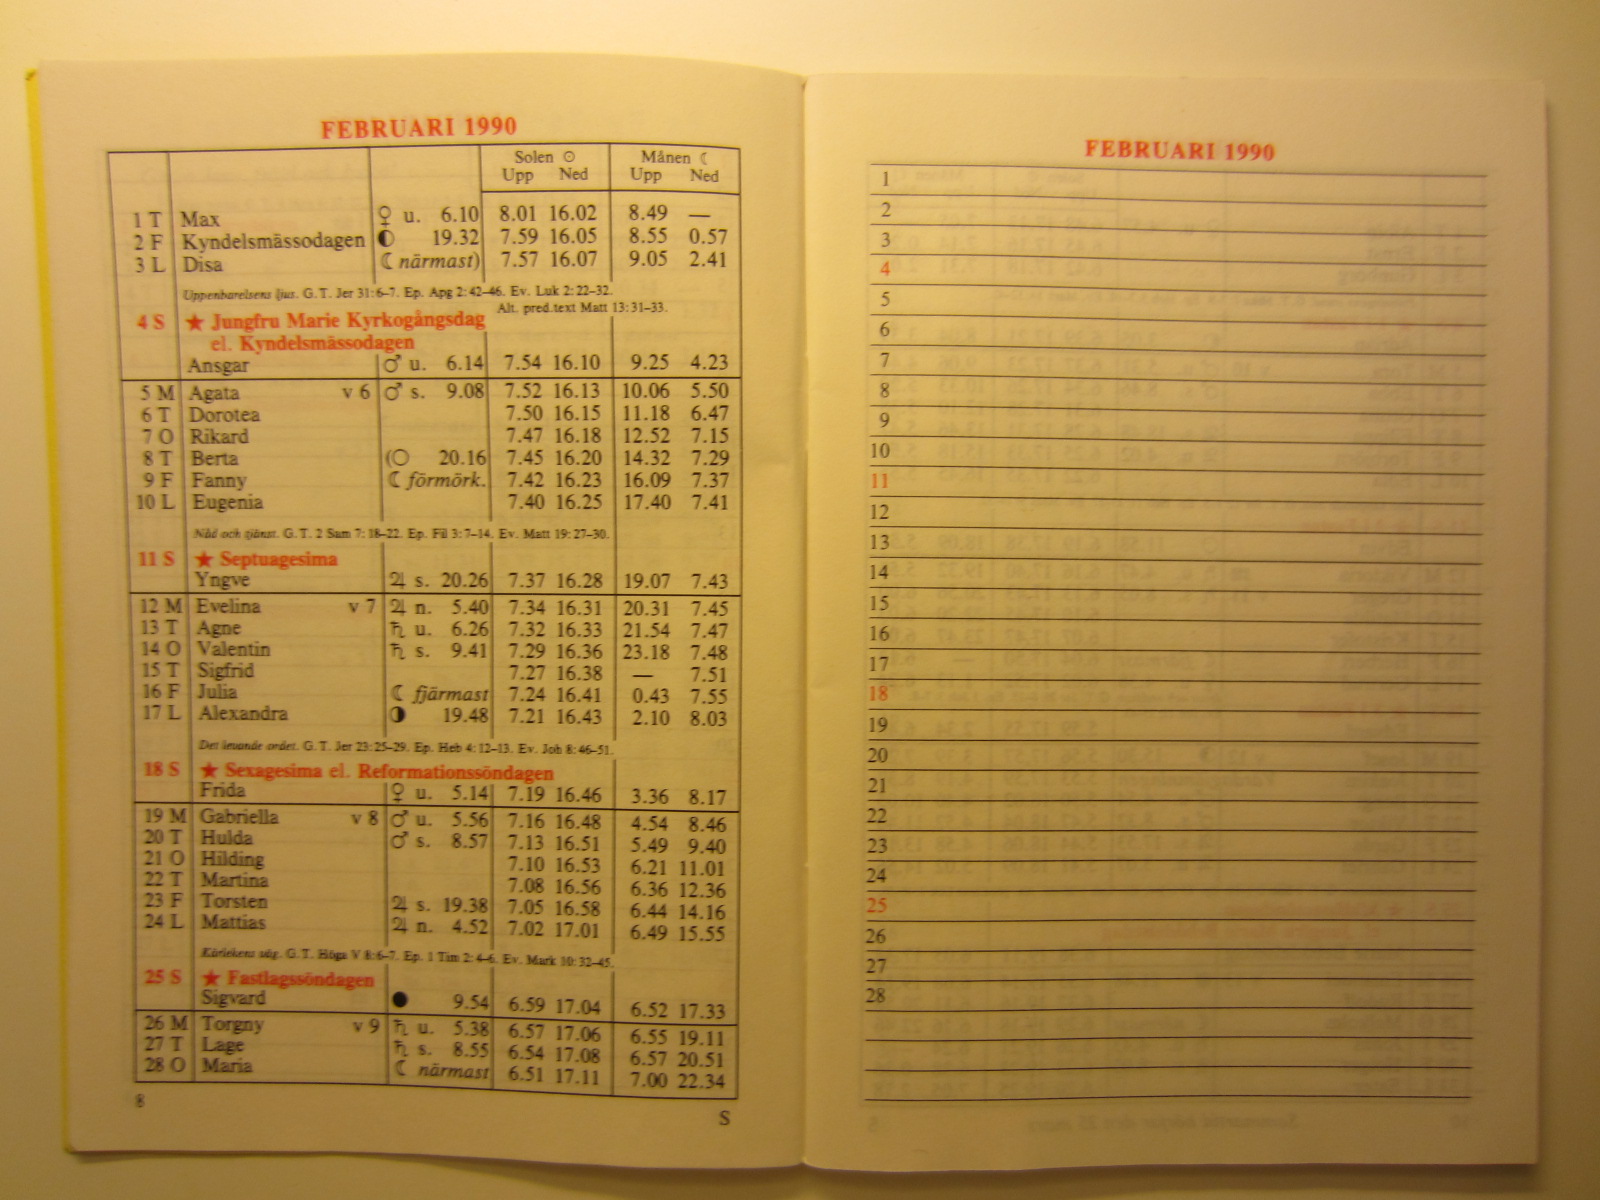 FEBRUARI 1990
Solen ☉ Månen ☾
Upp Ned Upp Ned
1 T Max ♀ u. 6.10 8.01 16.02 8.49 —
2 F Kyndelsmässodagen ◐ 19.32 7.59 16.05 8.55 0.57
3 L Disa ☾ närmast) 7.57 16.07 9.05 2.41
Uppenbarelsens ljus. G.T. Jer 31:6–7. Ep. Apg 2:42–46. Ev. Luk 2:22–32.
Alt. pred.text Matt 13:31–33.
4 S ★ Jungfru Marie Kyrkogångsdag
el. Kyndelsmässodagen
Ansgar ♂ u. 6.14 7.54 16.10 9.25 4.23
5 M Agata v 6 ♂ s. 9.08 7.52 16.13 10.06 5.50
6 T Dorotea 7.50 16.15 11.18 6.47
7 O Rikard 7.47 16.18 12.52 7.15
8 T Berta (○ 20.16 7.45 16.20 14.32 7.29
9 F Fanny ☾ förmörk. 7.42 16.23 16.09 7.37
10 L Eugenia 7.40 16.25 17.40 7.41
Nåd och tjänst. G.T. 2 Sam 7:18–22. Ep. Fil 3:7–14. Ev. Matt 19:27–30.
11 S ★ Septuagesima
Yngve ♃ s. 20.26 7.37 16.28 19.07 7.43
12 M Evelina v 7 ♃ n. 5.40 7.34 16.31 20.31 7.45
13 T Agne ♄ u. 6.26 7.32 16.33 21.54 7.47
14 O Valentin ♄ s. 9.41 7.29 16.36 23.18 7.48
15 T Sigfrid 7.27 16.38 — 7.51
16 F Julia ☾ fjärmast 7.24 16.41 0.43 7.55
17 L Alexandra ◑ 19.48 7.21 16.43 2.10 8.03
Det levande ordet. G.T. Jer 23:25–29. Ep. Heb 4:12–13. Ev. Joh 8:46–51.
18 S ★ Sexagesima el. Reformationssöndagen
Frida ♀ u. 5.14 7.19 16.46 3.36 8.17
19 M Gabriella v 8 ♂ u. 5.56 7.16 16.48 4.54 8.46
20 T Hulda ♂ s. 8.57 7.13 16.51 5.49 9.40
21 O Hilding 7.10 16.53 6.21 11.01
22 T Martina 7.08 16.56 6.36 12.36
23 F Torsten ♃ s. 19.38 7.05 16.58 6.44 14.16
24 L Mattias ♃ n. 4.52 7.02 17.01 6.49 15.55
Kärlekens väg. G.T. Höga V 8:6–7. Ep. 1 Tim 2:4–6. Ev. Mark 10:32–45.
25 S ★ Fastlagssöndagen
Sigvard ● 9.54 6.59 17.04 6.52 17.33
26 M Torgny v 9 ♄ u. 5.38 6.57 17.06 6.55 19.11
27 T Lage ♄ s. 8.55 6.54 17.08 6.57 20.51
28 O Maria ☾ närmast 6.51 17.11 7.00 22.34
8
S
FEBRUARI 1990
1
2
3
4
5
6
7
8
9
10
11
12
13
14
15
16
17
18
19
20
21
22
23
24
25
26
27
28